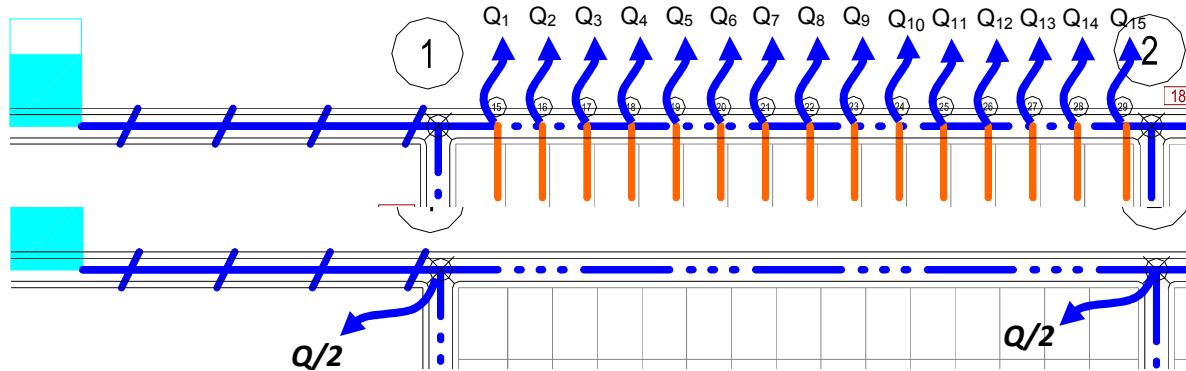 Q₁ Q₂ Q₃ Q₄ Q₅ Q₆ Q₇ Q₈ Q₉ Q₁₀ Q₁₁ Q₁₂ Q₁₃ Q₁₄ Q₁₅
1 2
15 16 17 18 19 20 21 22 23 24 25 26 27 28 29
18
Q/2 Q/2